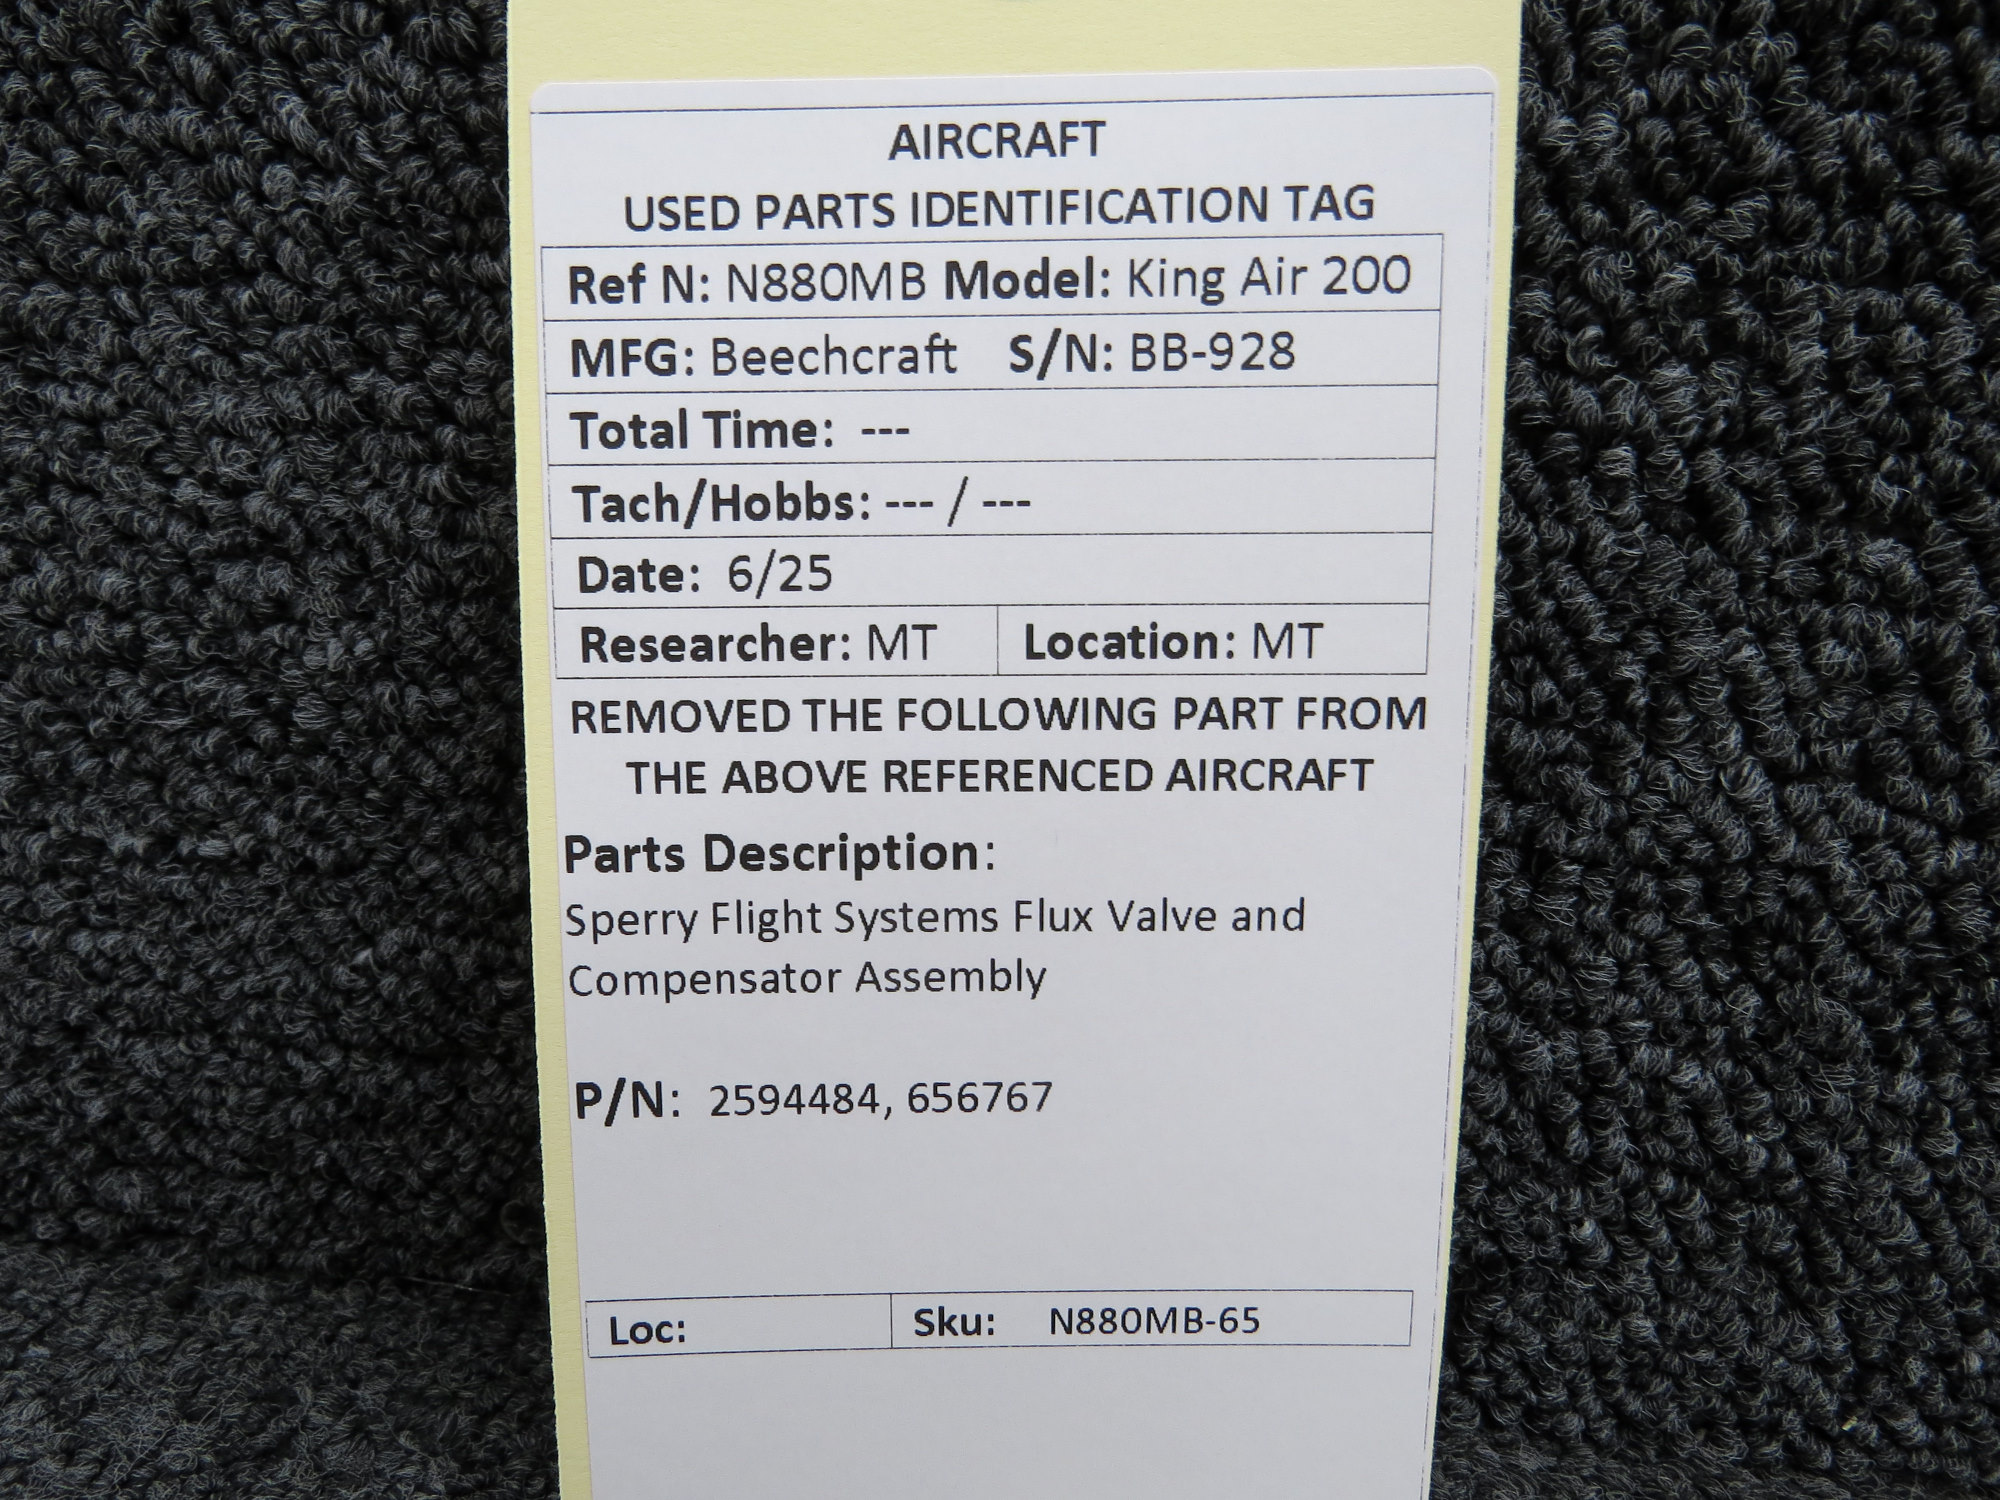 AIRCRAFT
USED PARTS IDENTIFICATION TAG
Ref N: N880MB Model: King Air 200
MFG: Beechcraft S/N: BB-928
Total Time: ---
Tach/Hobbs: --- / ---
Date: 6/25
Researcher: MT Location: MT
REMOVED THE FOLLOWING PART FROM
THE ABOVE REFERENCED AIRCRAFT
Parts Description:
Sperry Flight Systems Flux Valve and
Compensator Assembly
P/N: 2594484, 656767
Loc: Sku: N880MB-65